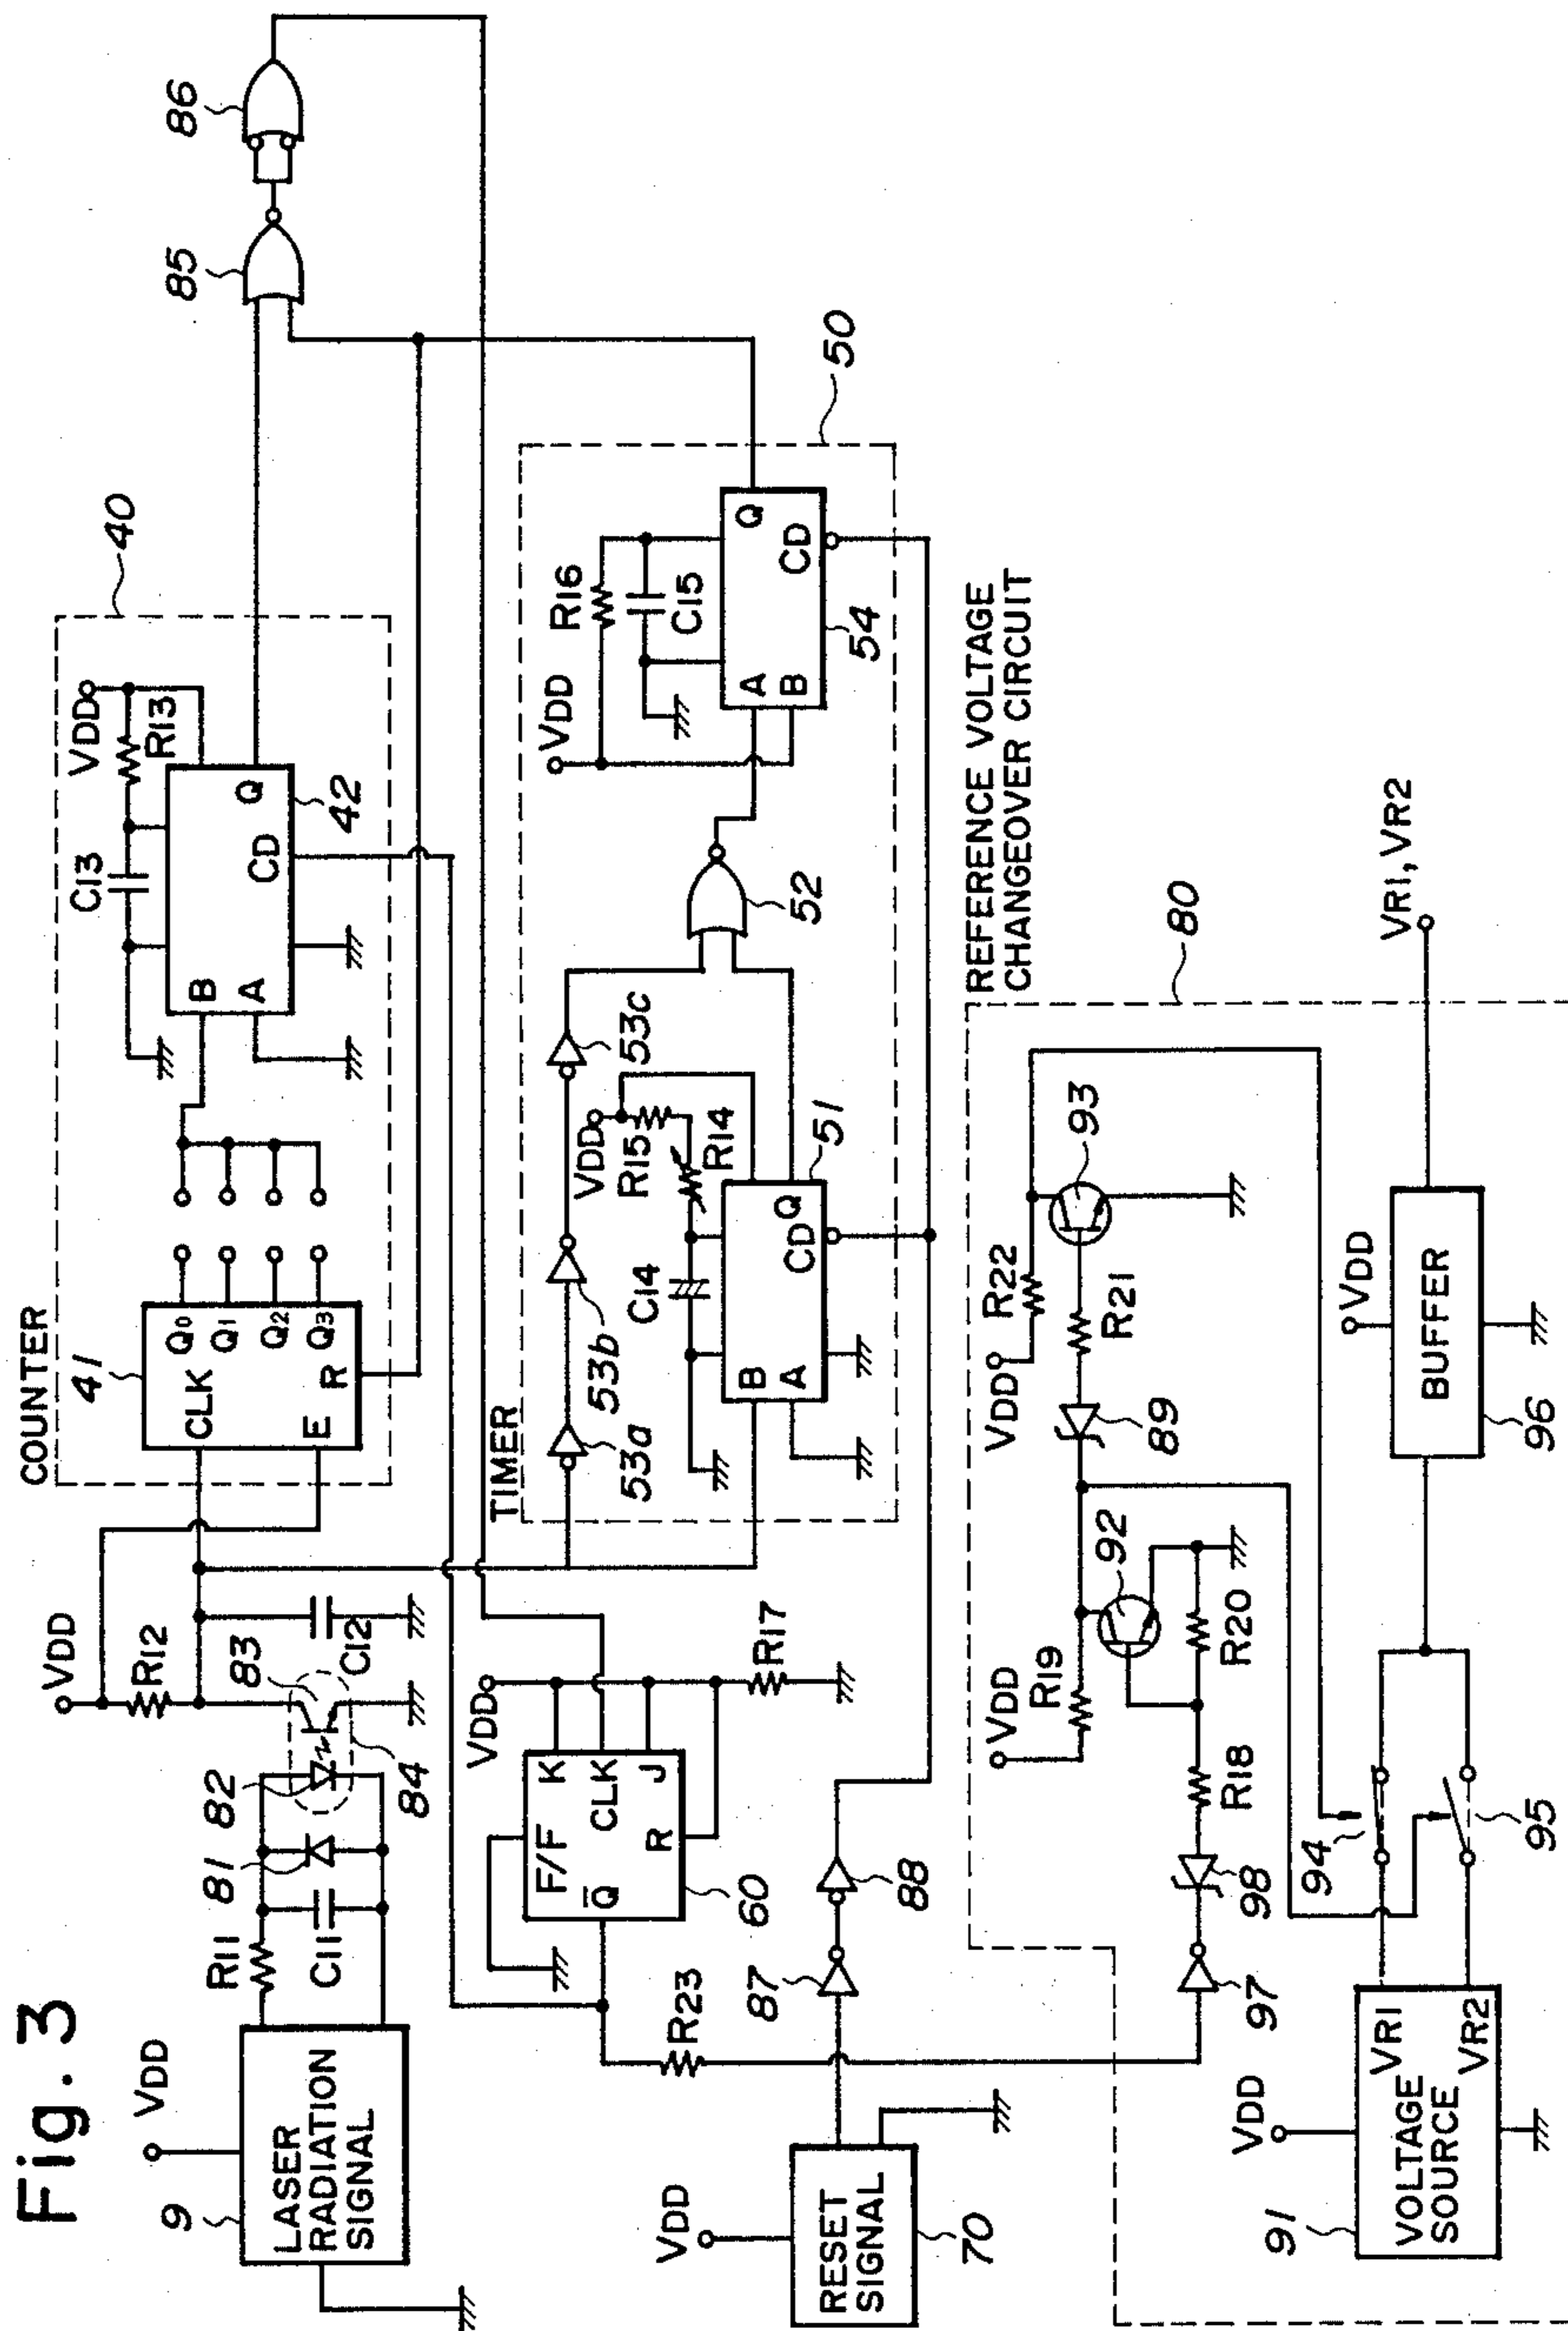 Fig. 3
VDD
9
LASER
RADIATION
SIGNAL
R11
C11
81
82
84
83
VDD
R12
C12
COUNTER
40
41
CLK
E
R
Q0
Q1
Q2
Q3
B
A
C13
VDD
R13
Q
CD
42
85
86
TIMER
50
53a
53b
53c
VDD
R15
R14
C14
B
A
Q
CD
51
52
VDD
R16
C15
A
B
Q
CD
54
VDD
F/F
K
CLK
J
Q
R
60
R17
R23
VDD
RESET
SIGNAL
70
87
88
REFERENCE VOLTAGE
CHANGEOVER CIRCUIT
80
97
98
R18
VDD
R19
R20
92
89
R21
VDD
R22
93
VDD
91
VOLTAGE
SOURCE
VR1
VR2
94
95
VDD
BUFFER
96
VR1, VR2